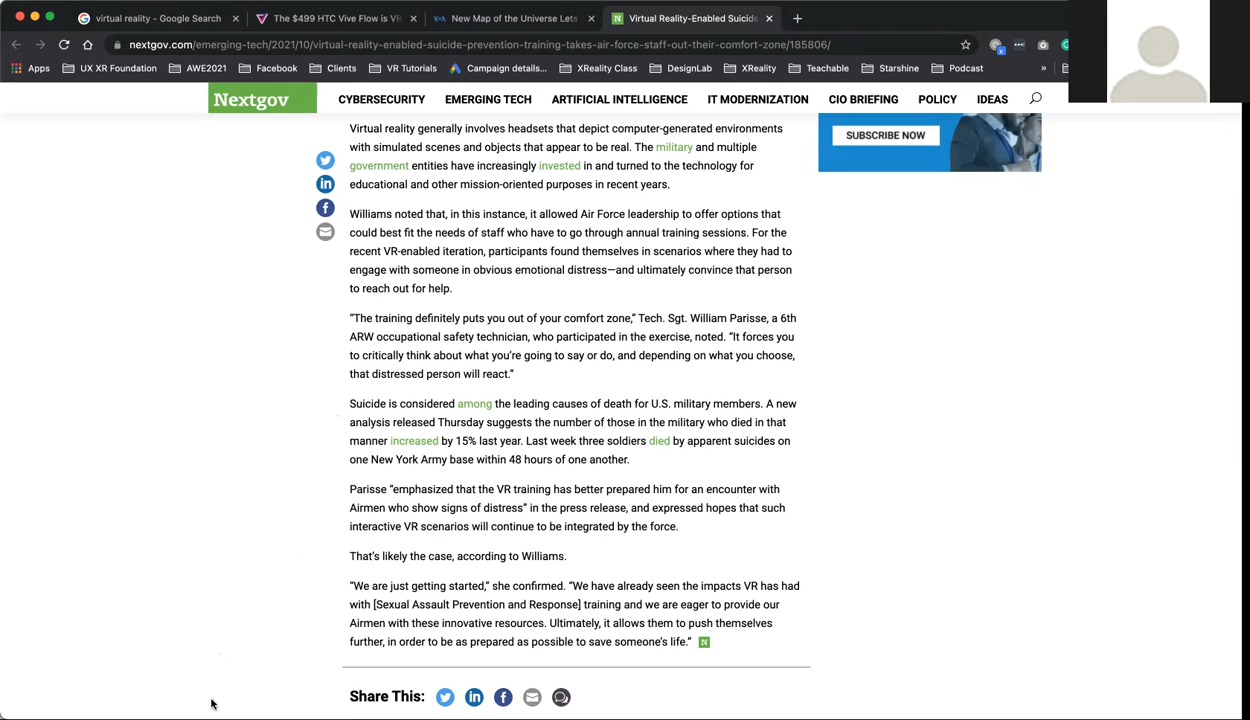 virtual reality - Google Search
The $499 HTC Vive Flow is VR
New Map of the Universe Lets
Virtual Reality-Enabled Suicide
nextgov.com/emerging-tech/2021/10/virtual-reality-enabled-suicide-prevention-training-takes-air-force-staff-out-their-comfort-zone/185806/
Apps UX XR Foundation AWE2021 Facebook Clients VR Tutorials Campaign details... XReality Class DesignLab XReality Teachable Starshine Podcast »
Nextgov CYBERSECURITY EMERGING TECH ARTIFICIAL INTELLIGENCE IT MODERNIZATION CIO BRIEFING POLICY IDEAS
SUBSCRIBE NOW
Virtual reality generally involves headsets that depict computer-generated environments
with simulated scenes and objects that appear to be real. The military and multiple
government entities have increasingly invested in and turned to the technology for
educational and other mission-oriented purposes in recent years.
Williams noted that, in this instance, it allowed Air Force leadership to offer options that
could best fit the needs of staff who have to go through annual training sessions. For the
recent VR-enabled iteration, participants found themselves in scenarios where they had to
engage with someone in obvious emotional distress—and ultimately convince that person
to reach out for help.
“The training definitely puts you out of your comfort zone,” Tech. Sgt. William Parisse, a 6th
ARW occupational safety technician, who participated in the exercise, noted. “It forces you
to critically think about what you’re going to say or do, and depending on what you choose,
that distressed person will react.”
Suicide is considered among the leading causes of death for U.S. military members. A new
analysis released Thursday suggests the number of those in the military who died in that
manner increased by 15% last year. Last week three soldiers died by apparent suicides on
one New York Army base within 48 hours of one another.
Parisse “emphasized that the VR training has better prepared him for an encounter with
Airmen who show signs of distress” in the press release, and expressed hopes that such
interactive VR scenarios will continue to be integrated by the force.
That’s likely the case, according to Williams.
“We are just getting started,” she confirmed. “We have already seen the impacts VR has had
with [Sexual Assault Prevention and Response] training and we are eager to provide our
Airmen with these innovative resources. Ultimately, it allows them to push themselves
further, in order to be as prepared as possible to save someone’s life.” N
Share This: